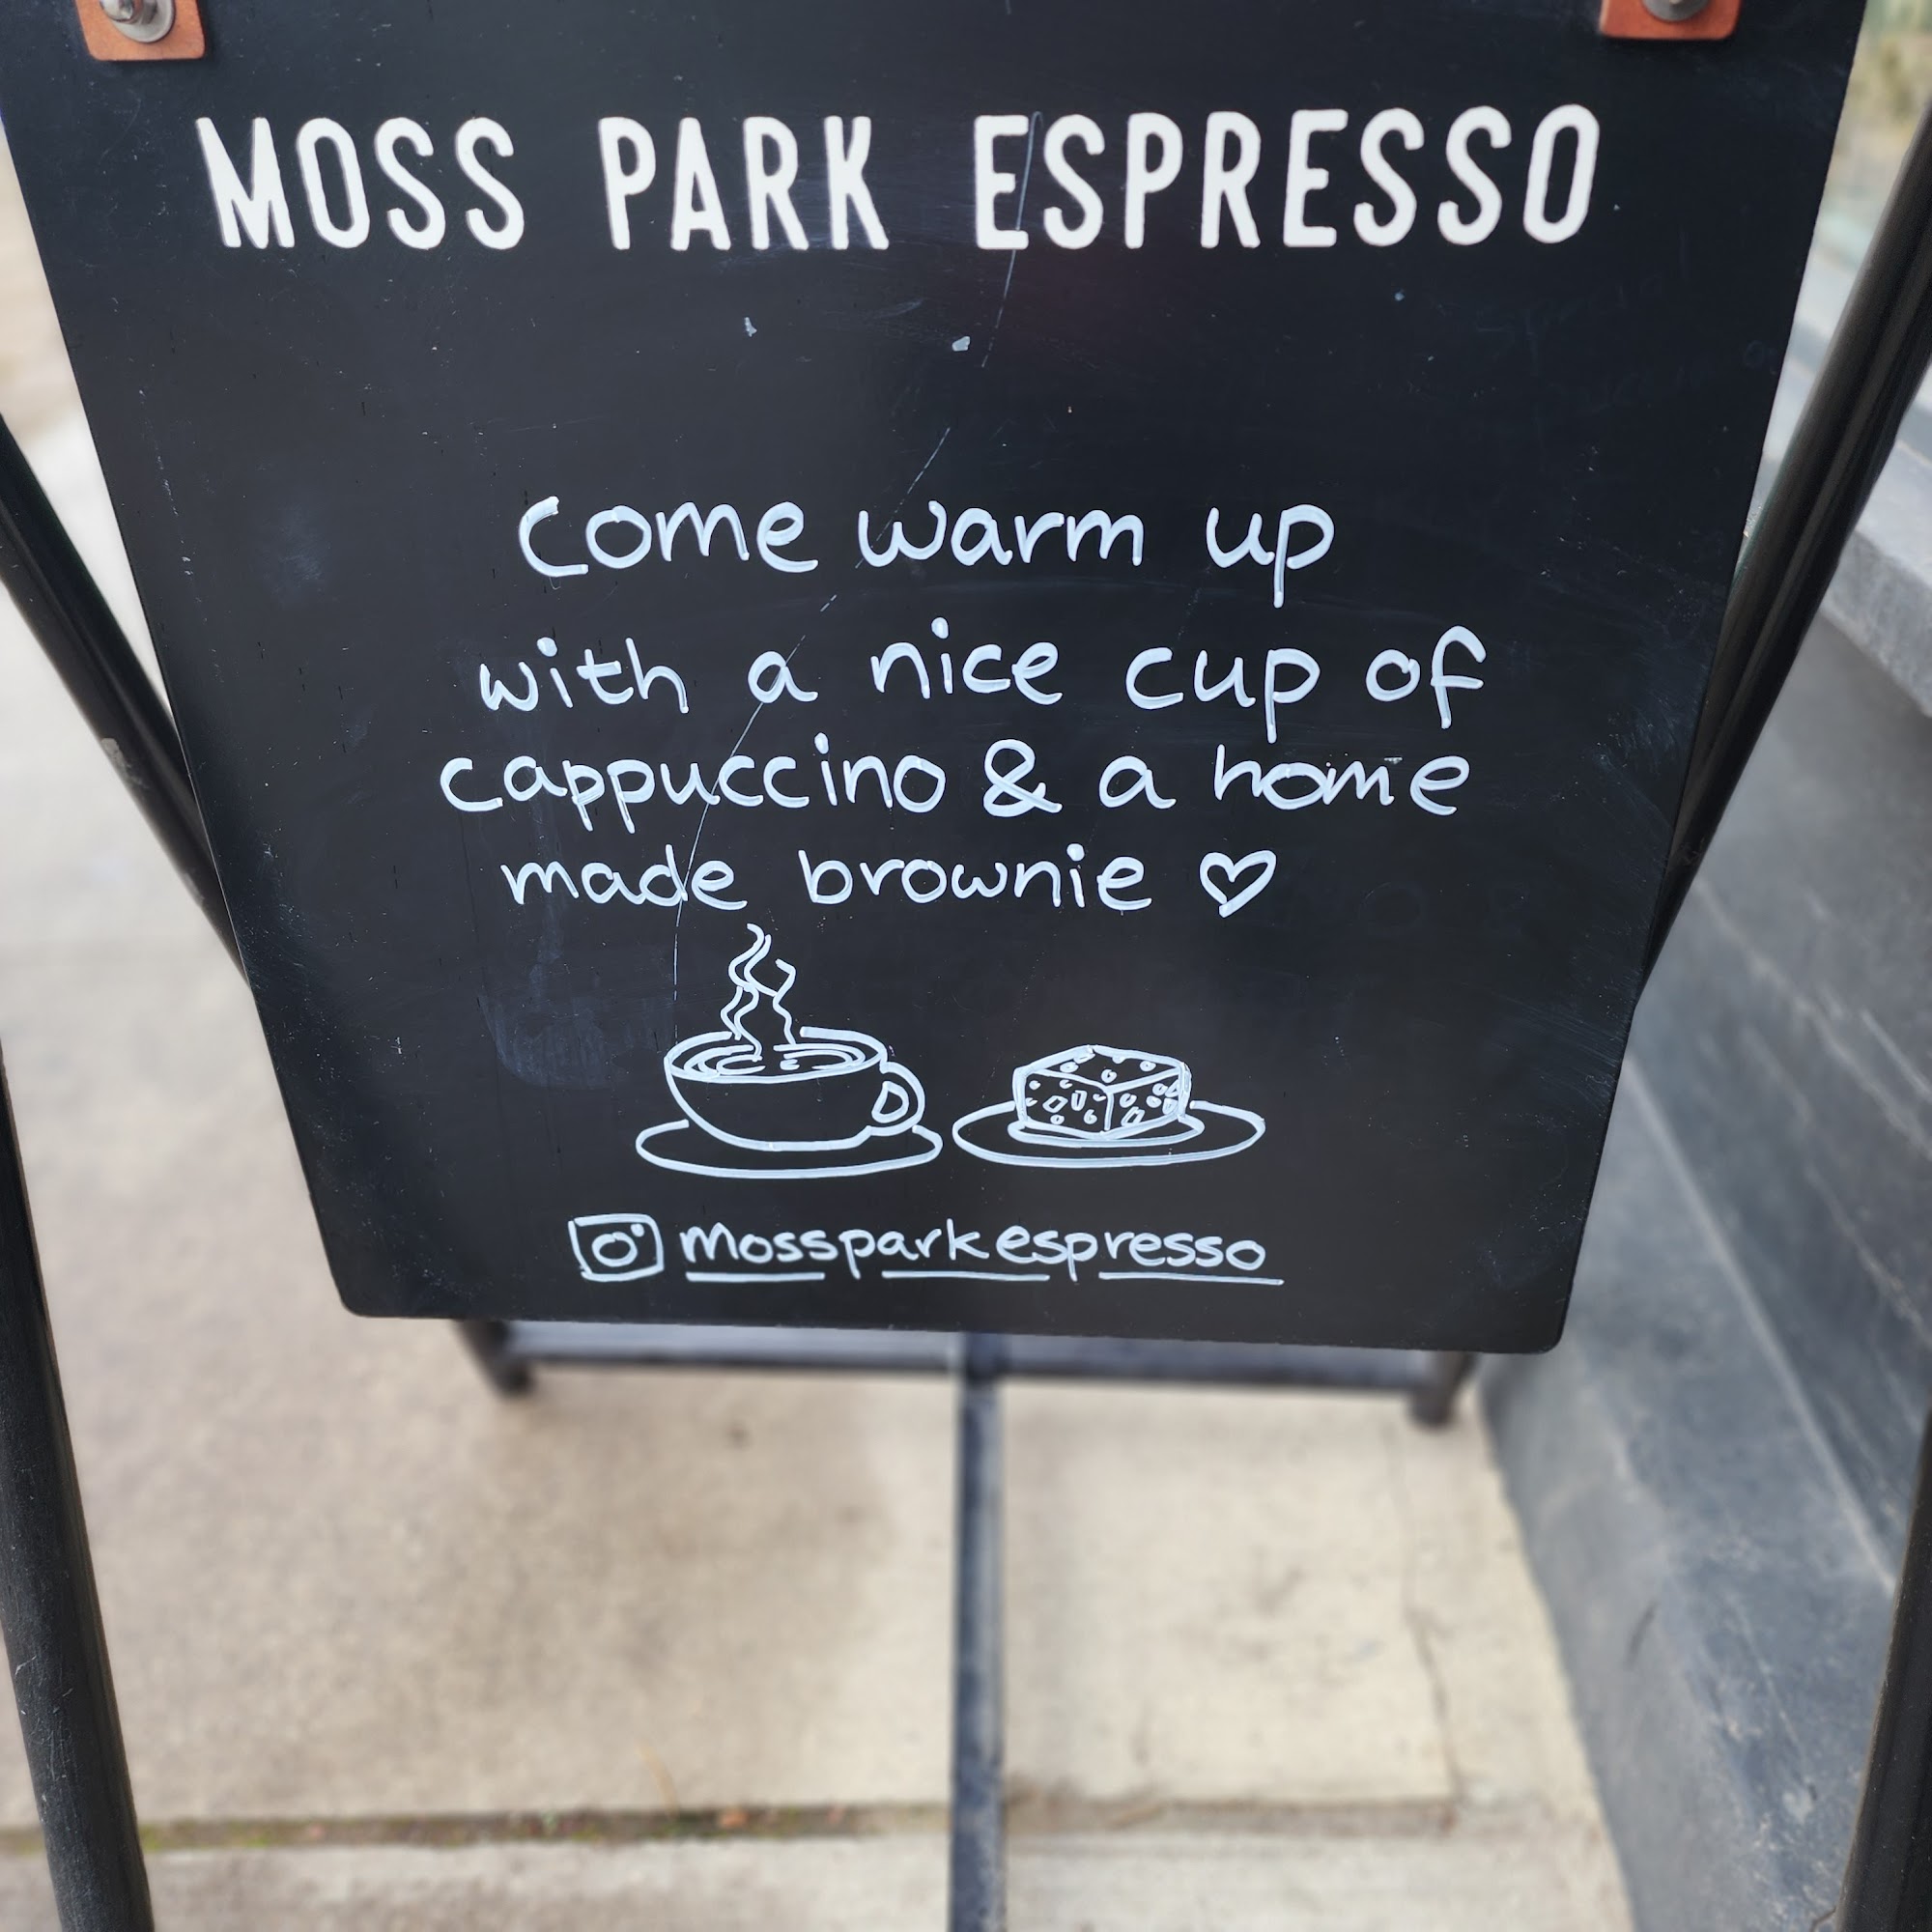 MOSS PARK ESPRESSO
Come warm up
with a nice cup of
cappuccino & a home
made brownie ♡
mossparkespresso